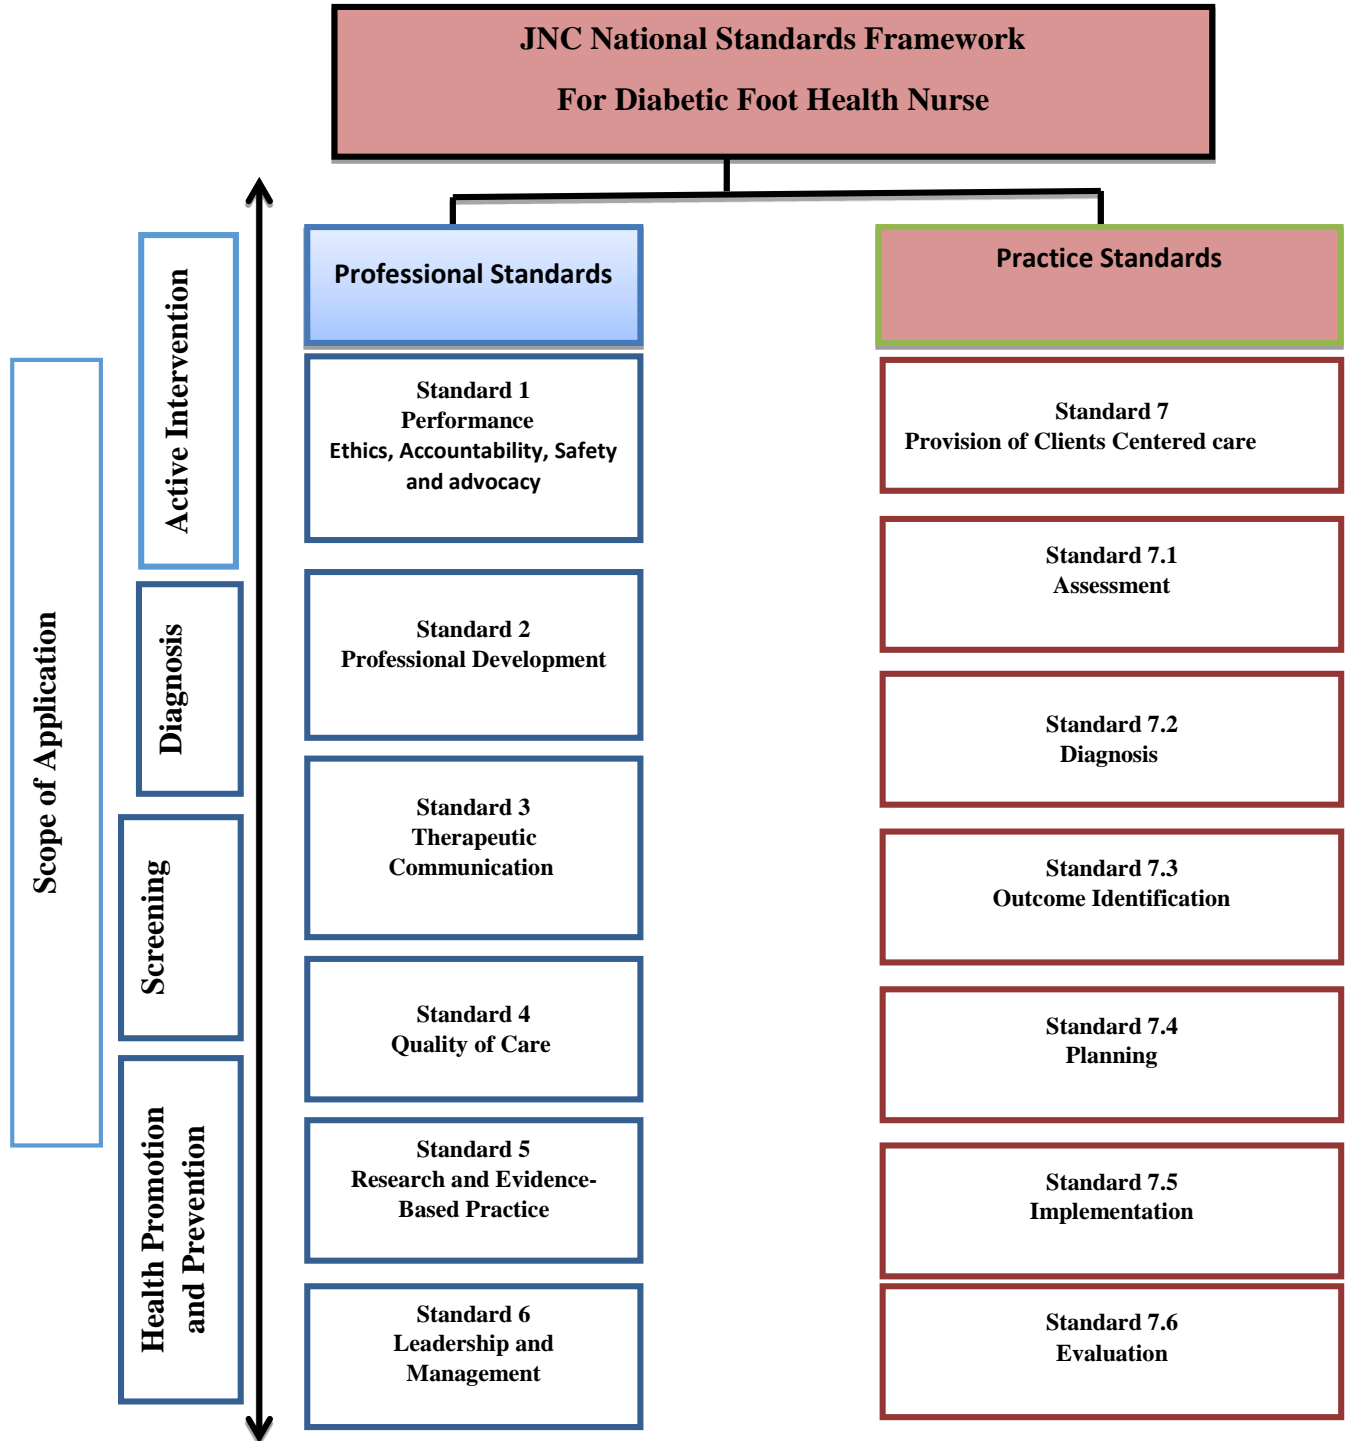 JNC National Standards Framework
For Diabetic Foot Health Nurse
Scope of Application
Active Intervention
Diagnosis
Screening
Health Promotion
and Prevention
Professional Standards
Standard 1
Performance
Ethics, Accountability, Safety
and advocacy
Standard 2
Professional Development
Standard 3
Therapeutic
Communication
Standard 4
Quality of Care
Standard 5
Research and Evidence-
Based Practice
Standard 6
Leadership and
Management
Practice Standards
Standard 7
Provision of Clients Centered care
Standard 7.1
Assessment
Standard 7.2
Diagnosis
Standard 7.3
Outcome Identification
Standard 7.4
Planning
Standard 7.5
Implementation
Standard 7.6
Evaluation